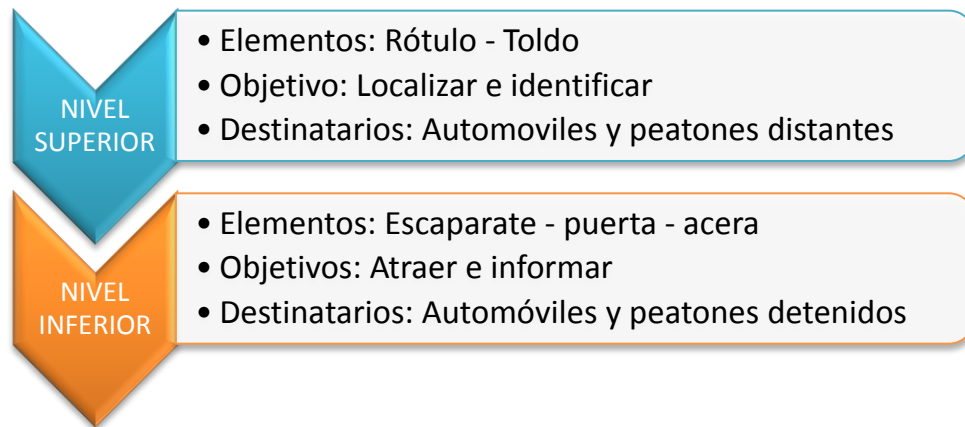 NIVEL
SUPERIOR
• Elementos: Rótulo - Toldo
• Objetivo: Localizar e identificar
• Destinatarios: Automoviles y peatones distantes
NIVEL
INFERIOR
• Elementos: Escaparate - puerta - acera
• Objetivos: Atraer e informar
• Destinatarios: Automóviles y peatones detenidos